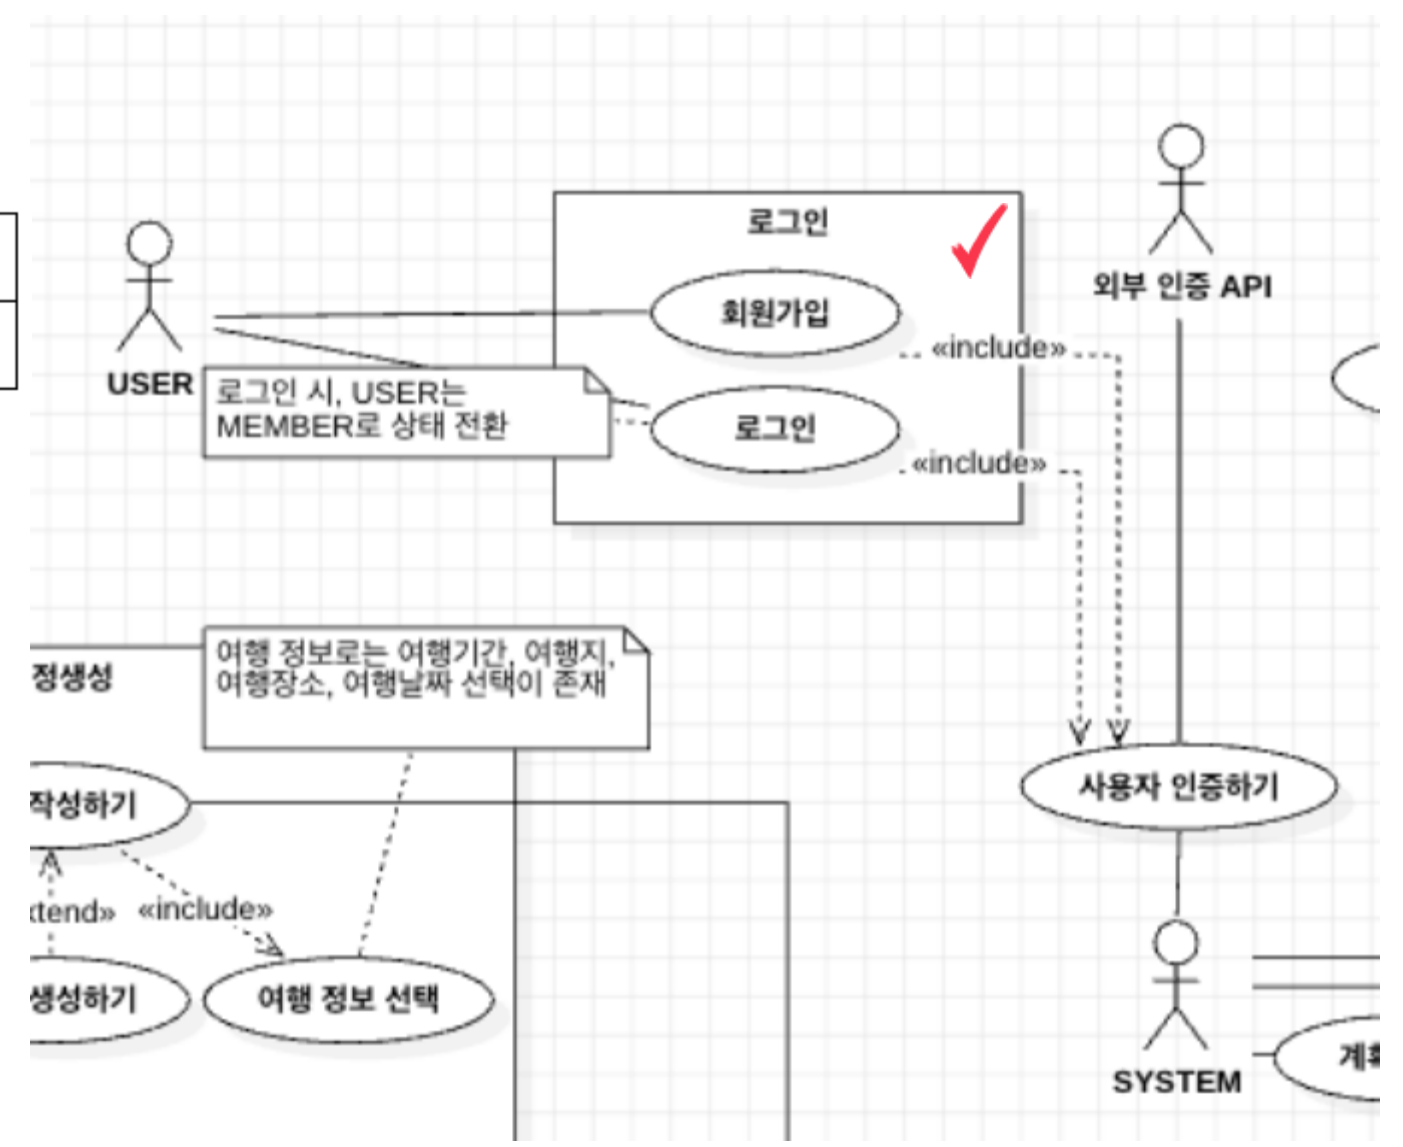 로그인
회원가입
외부 인증 API
«include»
USER
로그인 시, USER는
MEMBER로 상태 전환
로그인
«include»
여행 정보로는 여행기간, 여행지,
여행장소, 여행날짜 선택이 존재
정생성
사용자 인증하기
작성하기
«include»
생성하기
여행 정보 선택
SYSTEM